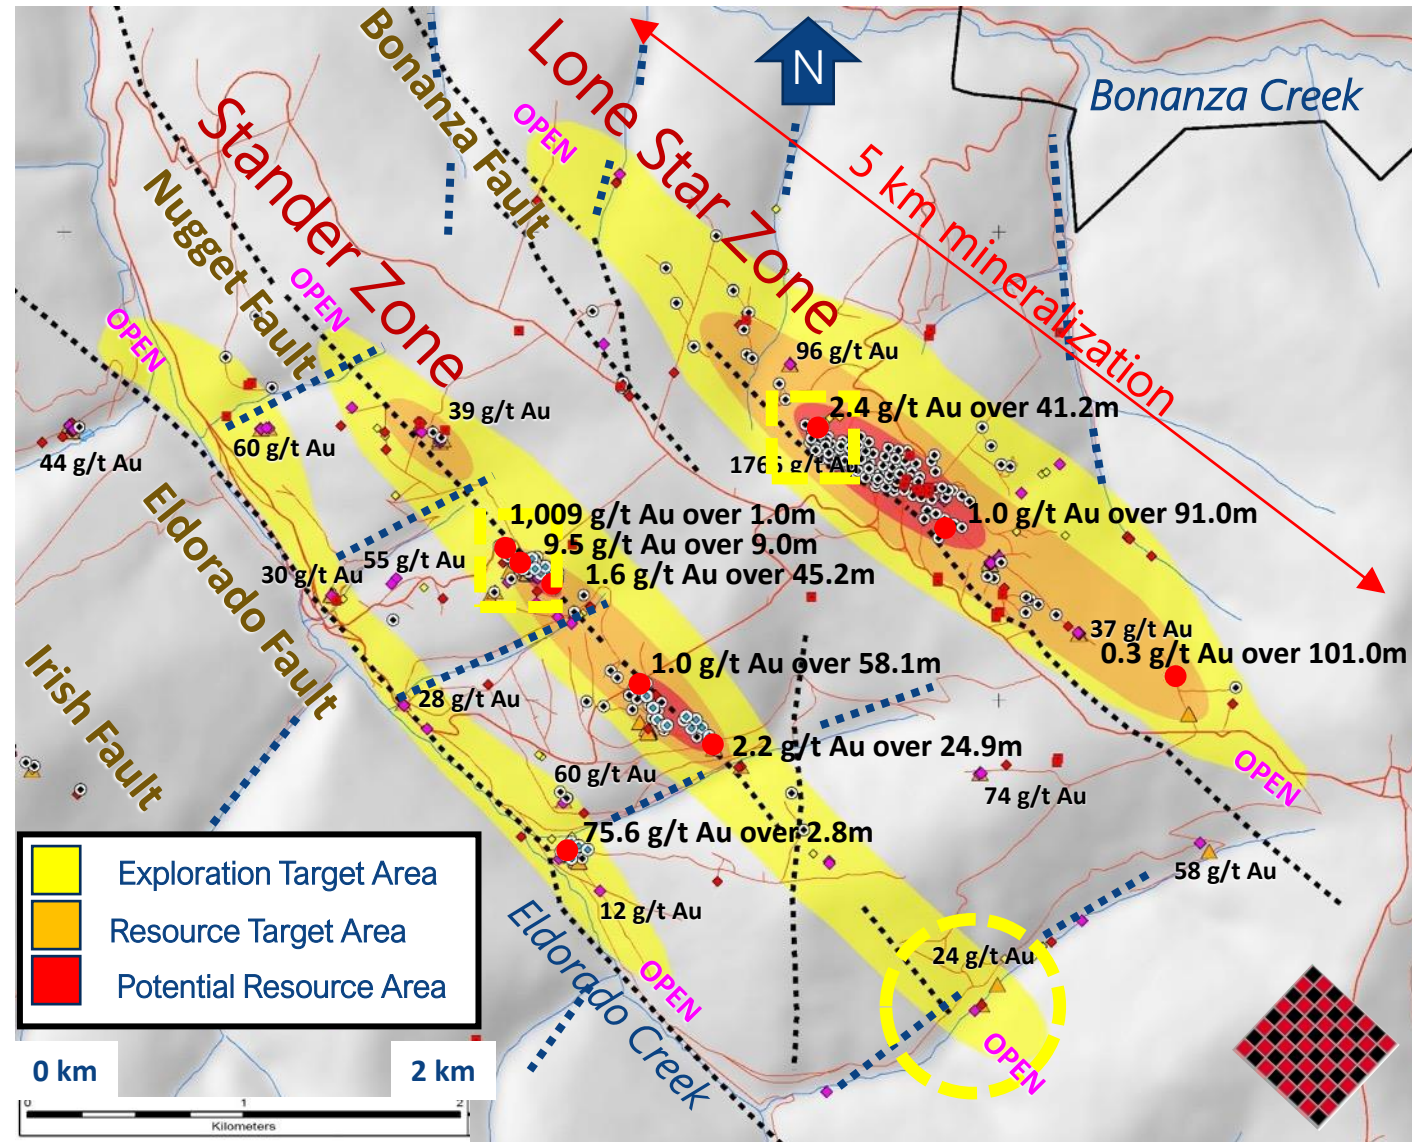 Bonanza Fault
Lone Star Zone
N
Bonanza Creek
OPEN
5 km mineralization
Stander Zone
Nugget Fault
OPEN
OPEN
96 g/t Au
2.4 g/t Au over 41.2m
39 g/t Au
60 g/t Au
44 g/t Au
1766 g/t Au
1,009 g/t Au over 1.0m
1.0 g/t Au over 91.0m
9.5 g/t Au over 9.0m
1.6 g/t Au over 45.2m
55 g/t Au
30 g/t Au
Eldorado Fault
37 g/t Au
0.3 g/t Au over 101.0m
1.0 g/t Au over 58.1m
28 g/t Au
Irish Fault
2.2 g/t Au over 24.9m
60 g/t Au
74 g/t Au
OPEN
75.6 g/t Au over 2.8m
58 g/t Au
12 g/t Au
24 g/t Au
Eldorado Creek
OPEN
OPEN
Exploration Target Area
Resource Target Area
Potential Resource Area
0 km
2 km
0
1
2
Kilometers